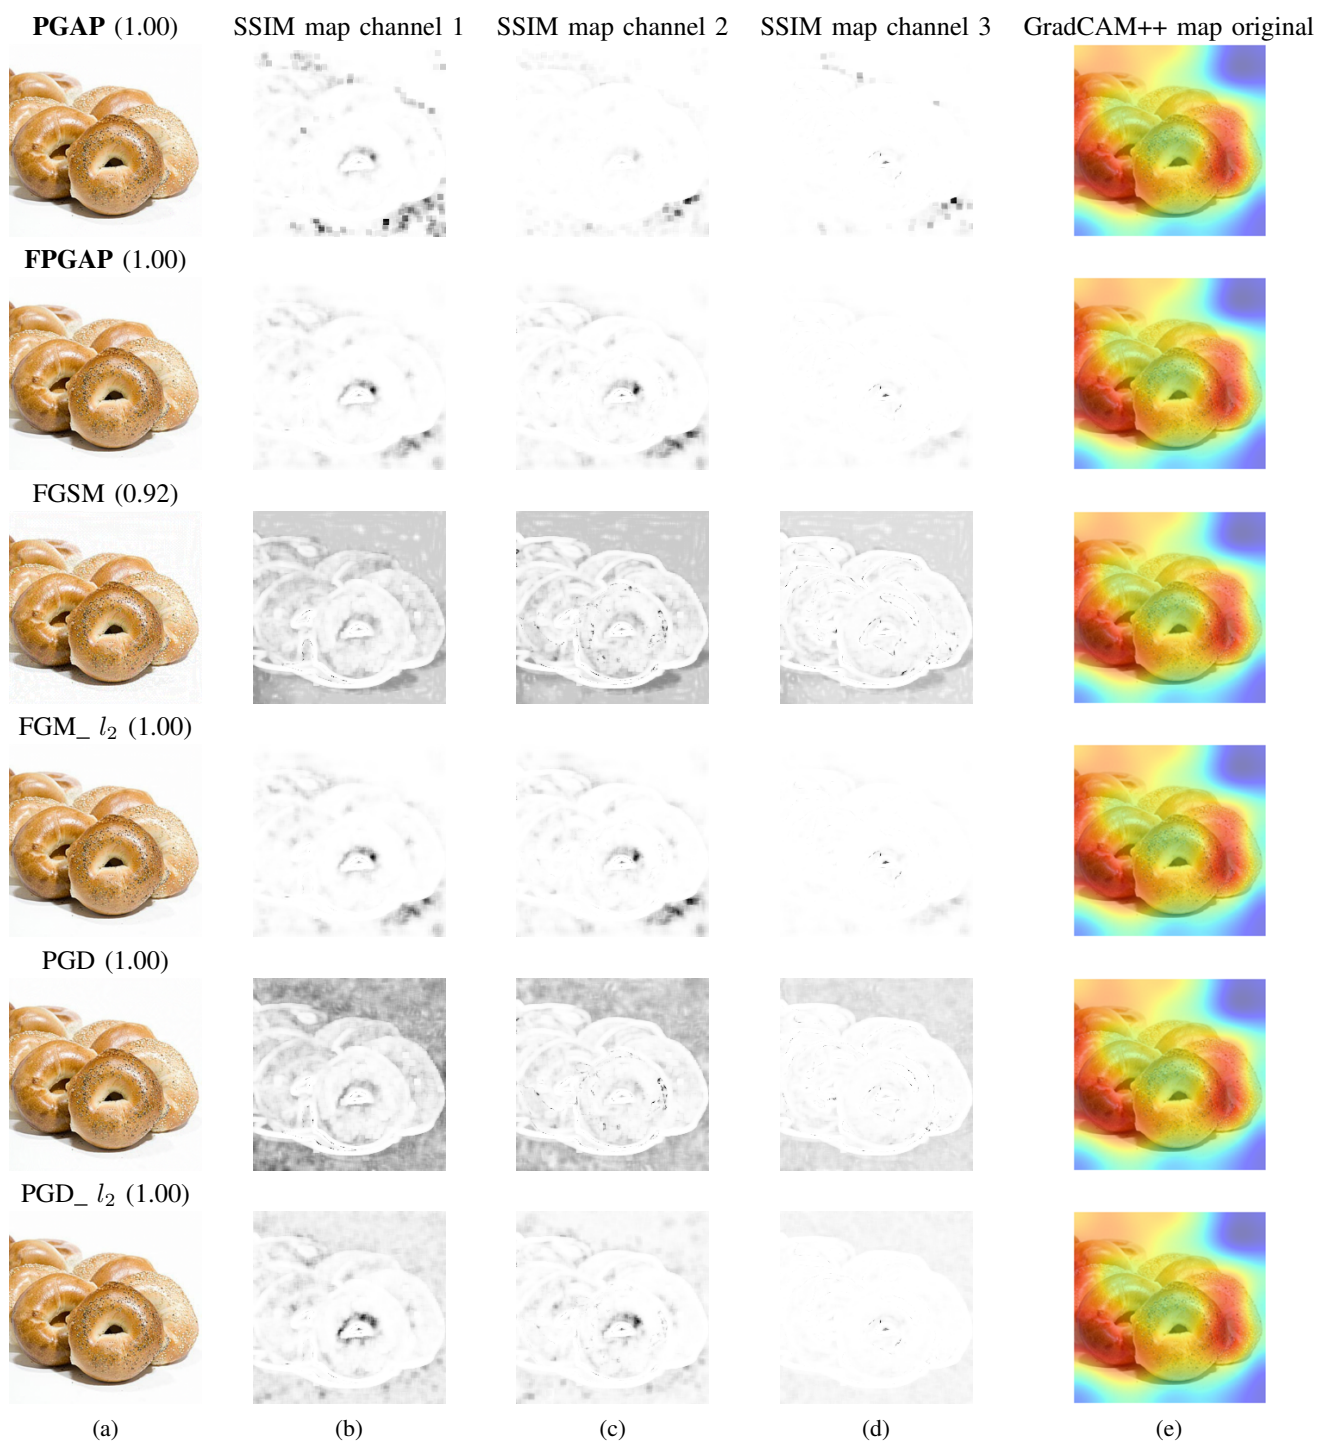 PGAP (1.00) SSIM map channel 1 SSIM map channel 2 SSIM map channel 3 GradCAM++ map original
FPGAP (1.00)
FGSM (0.92)
FGM_ l₂ (1.00)
PGD (1.00)
PGD_ l₂ (1.00)
(a) (b) (c) (d) (e)